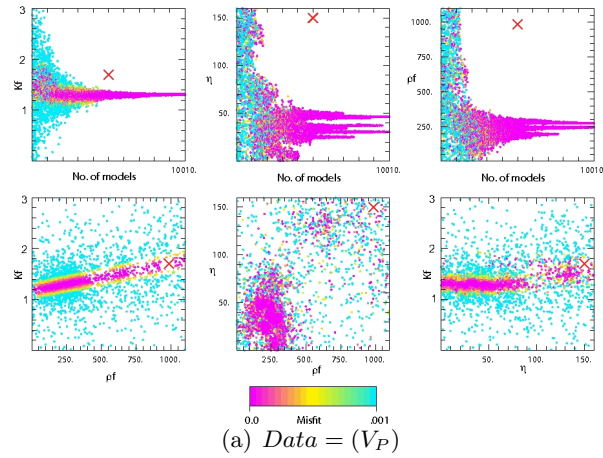 3
2
1
Kf
No. of models
10010.
150.
100.
50.
η
No. of models
10010.
1000.
750.
500.
250.
ρf
No. of models
10010.
3
2
1
Kf
250.
500.
750.
1000.
ρf
150.
100.
50.
η
250.
500.
750.
1000.
ρf
3
2
1
Kf
50.
100.
150.
η
0.0 Misfit .001
(a) Data = (V_P)